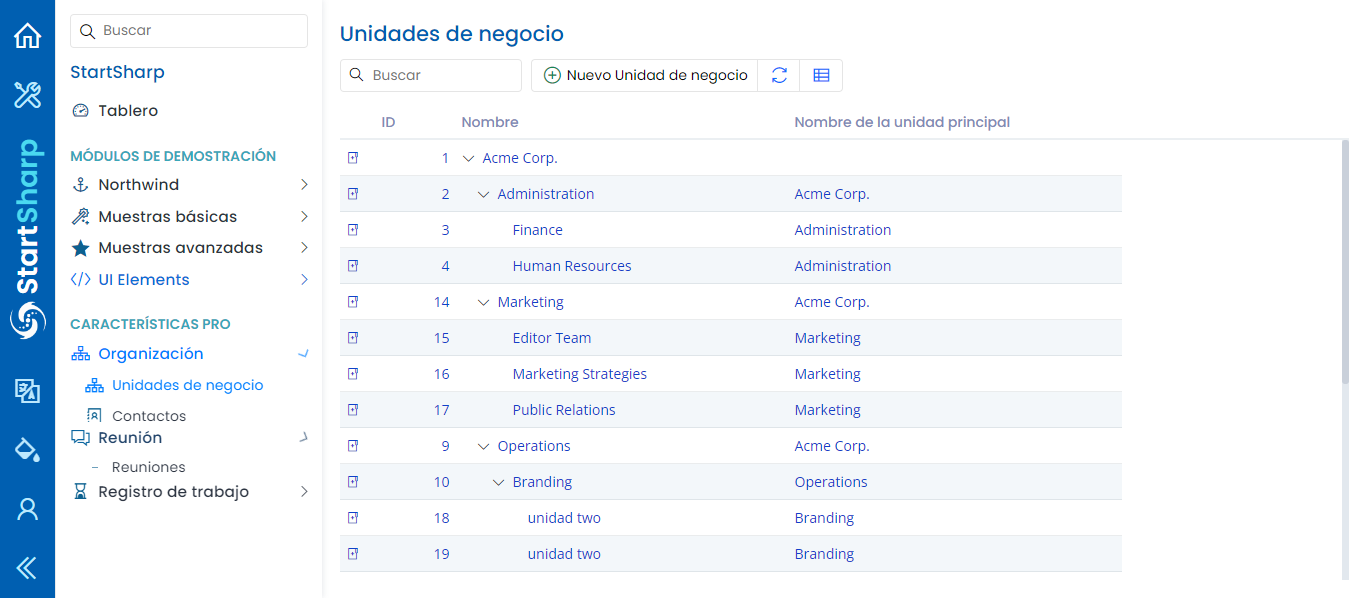 StartSharp
Buscar
StartSharp
Tablero
MÓDULOS DE DEMOSTRACIÓN
Northwind
Muestras básicas
Muestras avanzadas
UI Elements
CARACTERÍSTICAS PRO
Organización
Unidades de negocio
Contactos
Reunión
Reuniones
Registro de trabajo
Unidades de negocio
Buscar
Nuevo Unidad de negocio
ID Nombre Nombre de la unidad principal
1 Acme Corp.
2 Administration Acme Corp.
3 Finance Administration
4 Human Resources Administration
14 Marketing Acme Corp.
15 Editor Team Marketing
16 Marketing Strategies Marketing
17 Public Relations Marketing
9 Operations Acme Corp.
10 Branding Operations
18 unidad two Branding
19 unidad two Branding